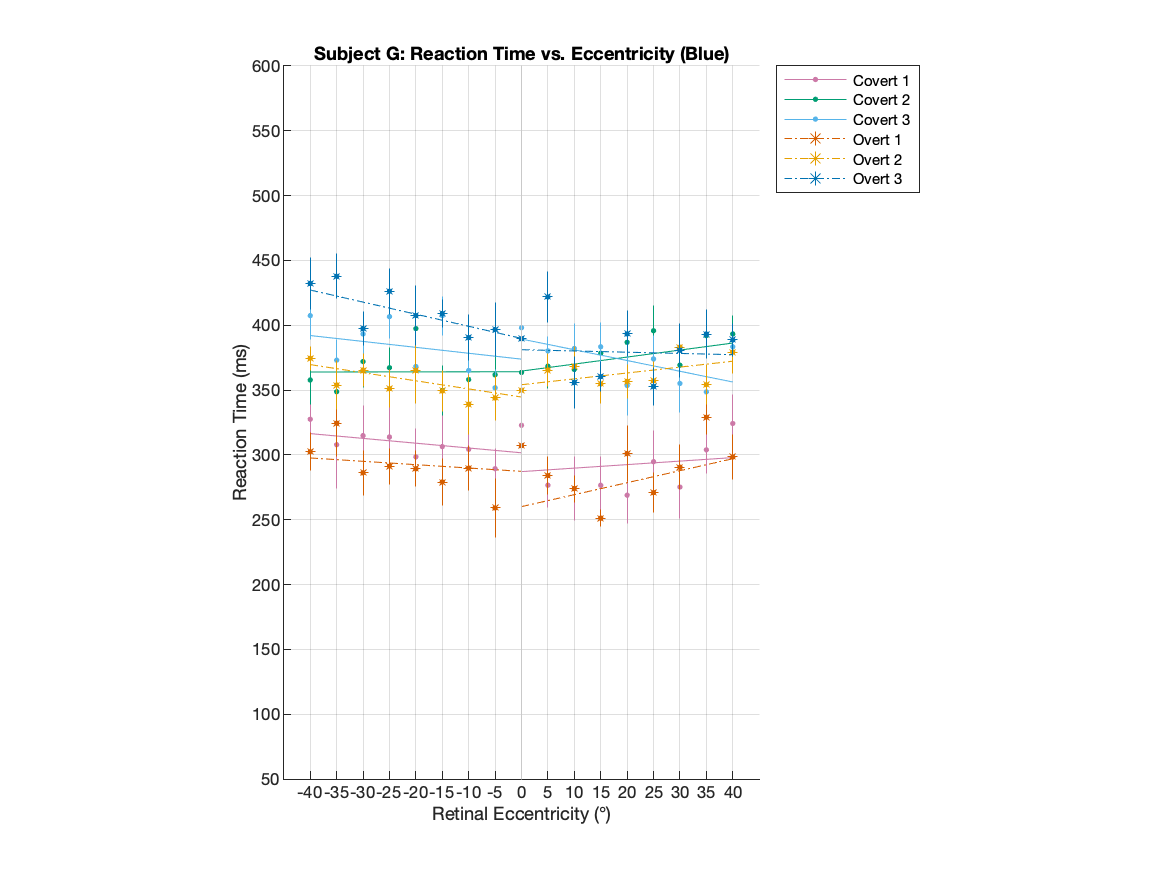 Subject G: Reaction Time vs. Eccentricity (Blue)
600
550
500
450
400
350
300
250
200
150
100
50
Reaction Time (ms)
-40 -35 -30 -25 -20 -15 -10 -5 0 5 10 15 20 25 30 35 40
Retinal Eccentricity (°)
Covert 1
Covert 2
Covert 3
Overt 1
Overt 2
Overt 3